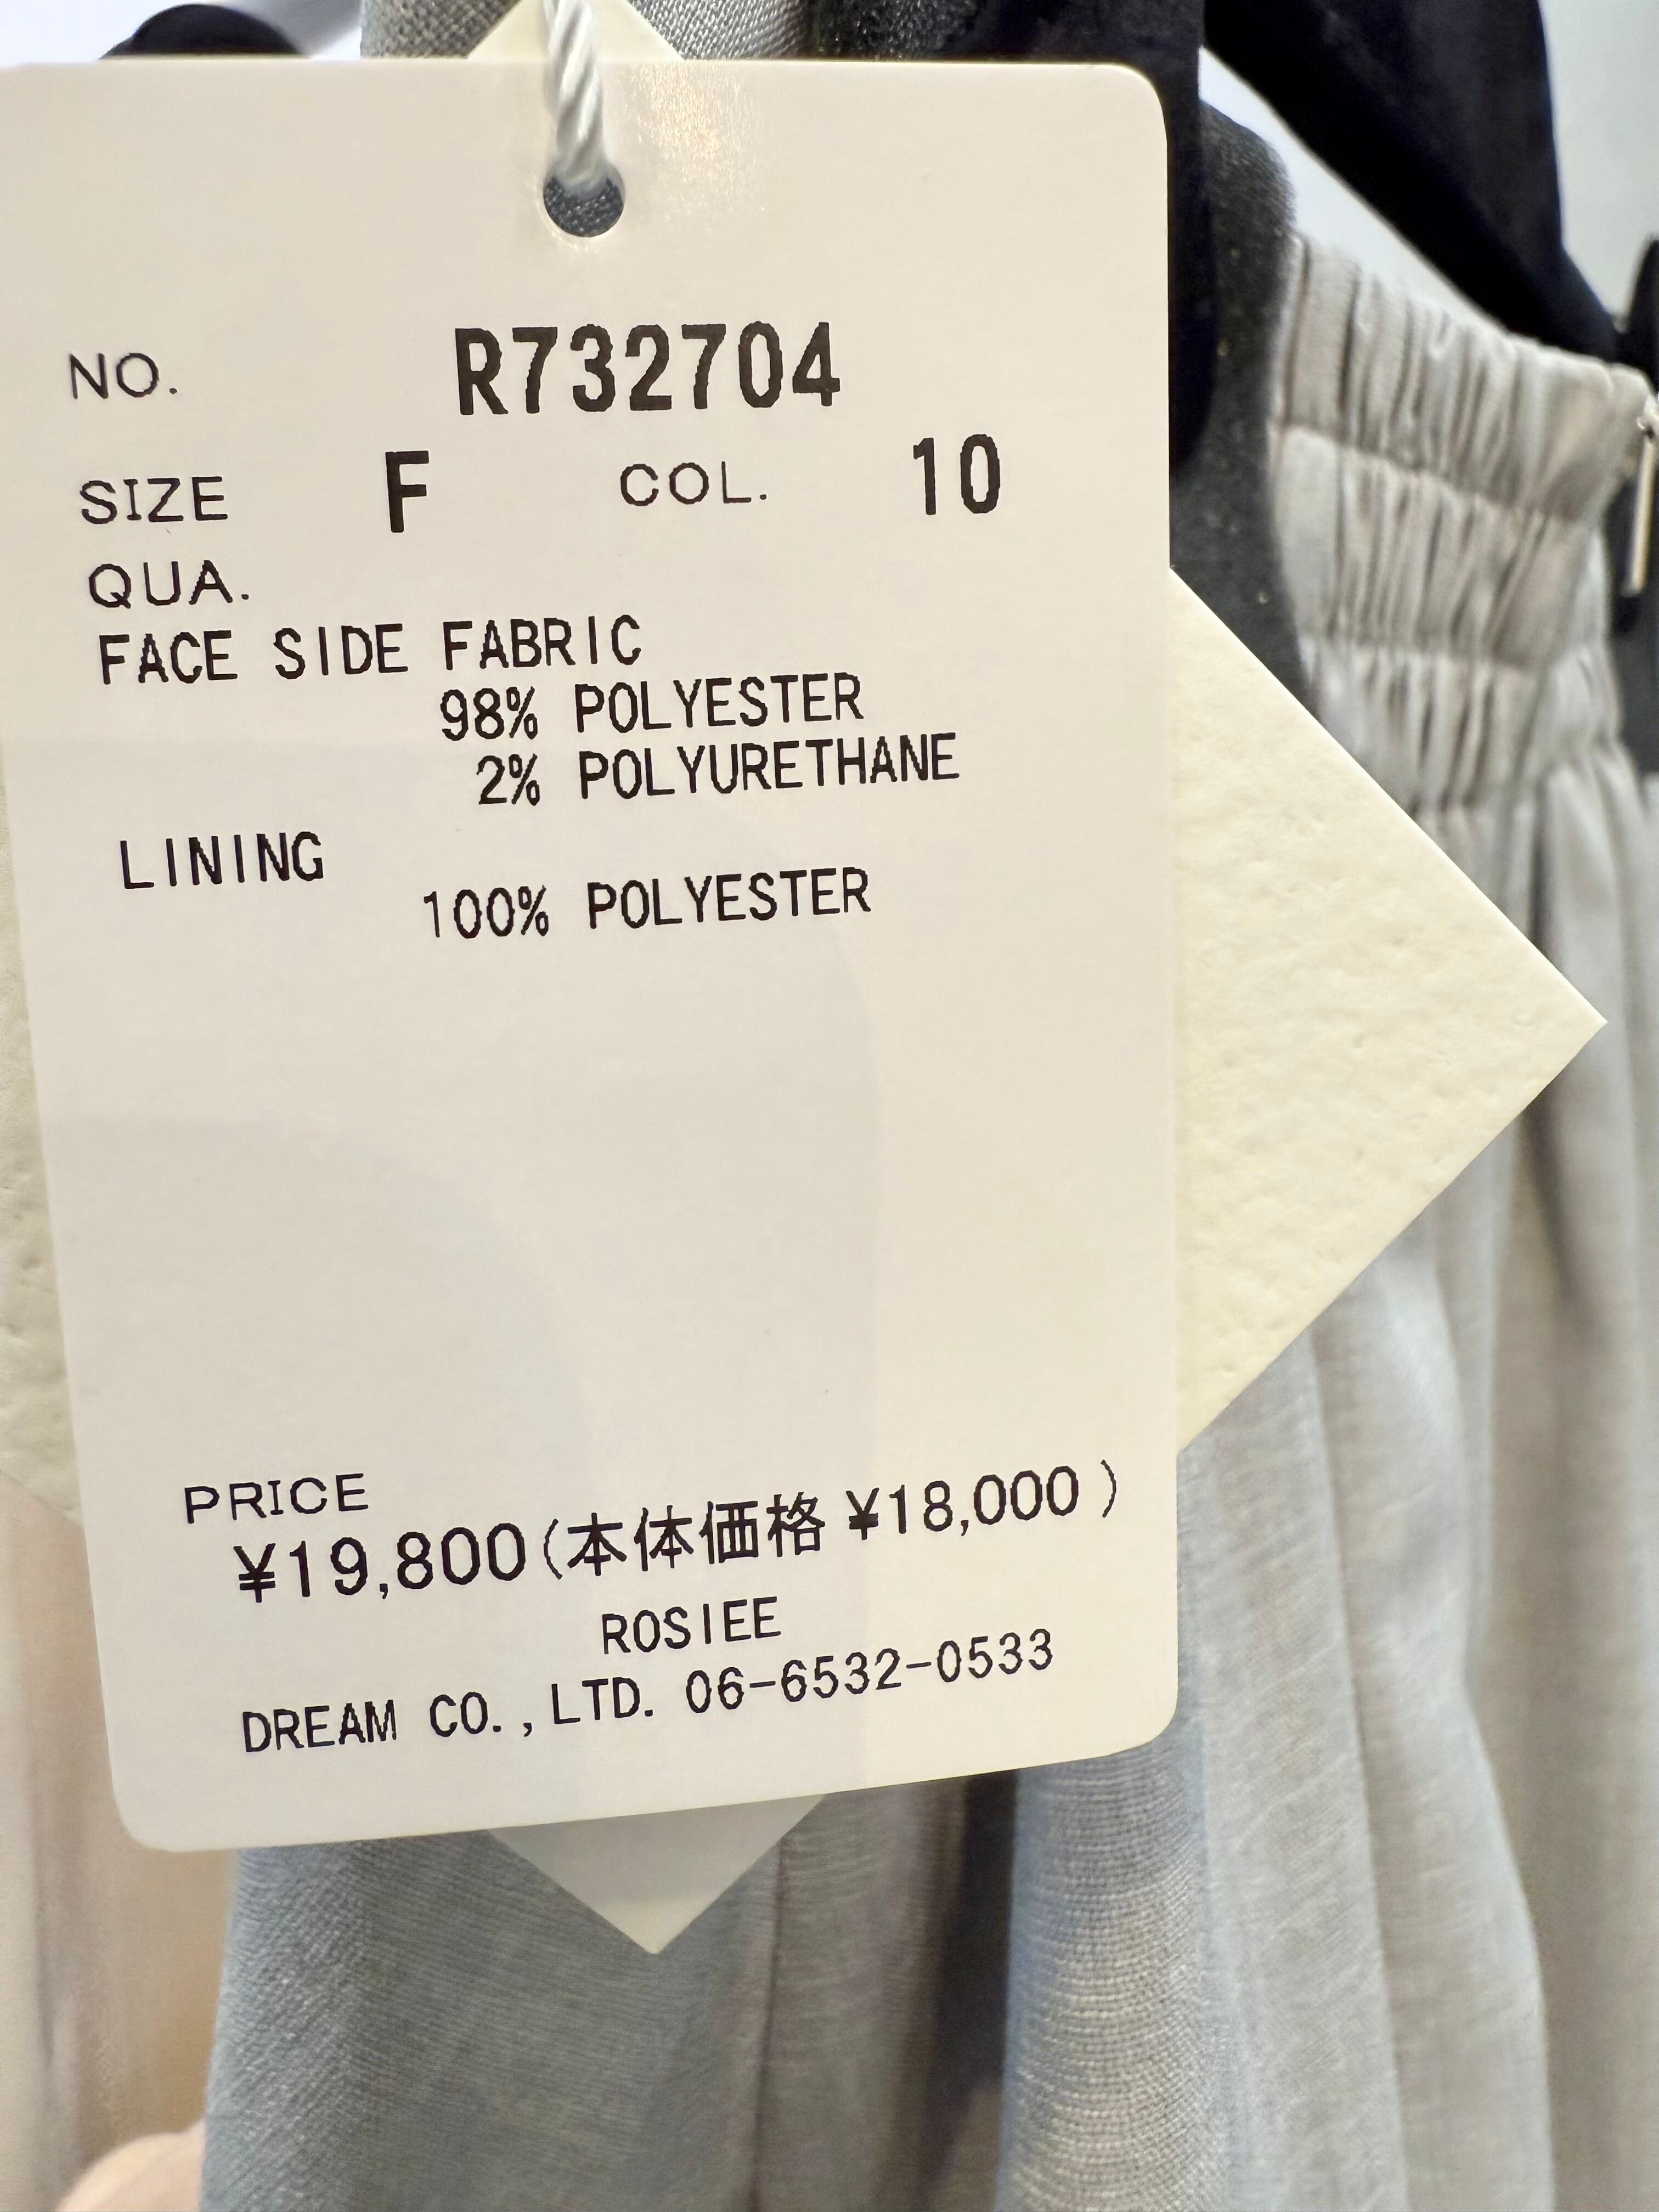 NO. R732704
SIZE F COL. 10
QUA.
FACE SIDE FABRIC
98% POLYESTER
2% POLYURETHANE
LINING
100% POLYESTER
PRICE
¥19,800(本体価格 ¥18,000 )
ROSIEE
DREAM CO.,LTD. 06-6532-0533